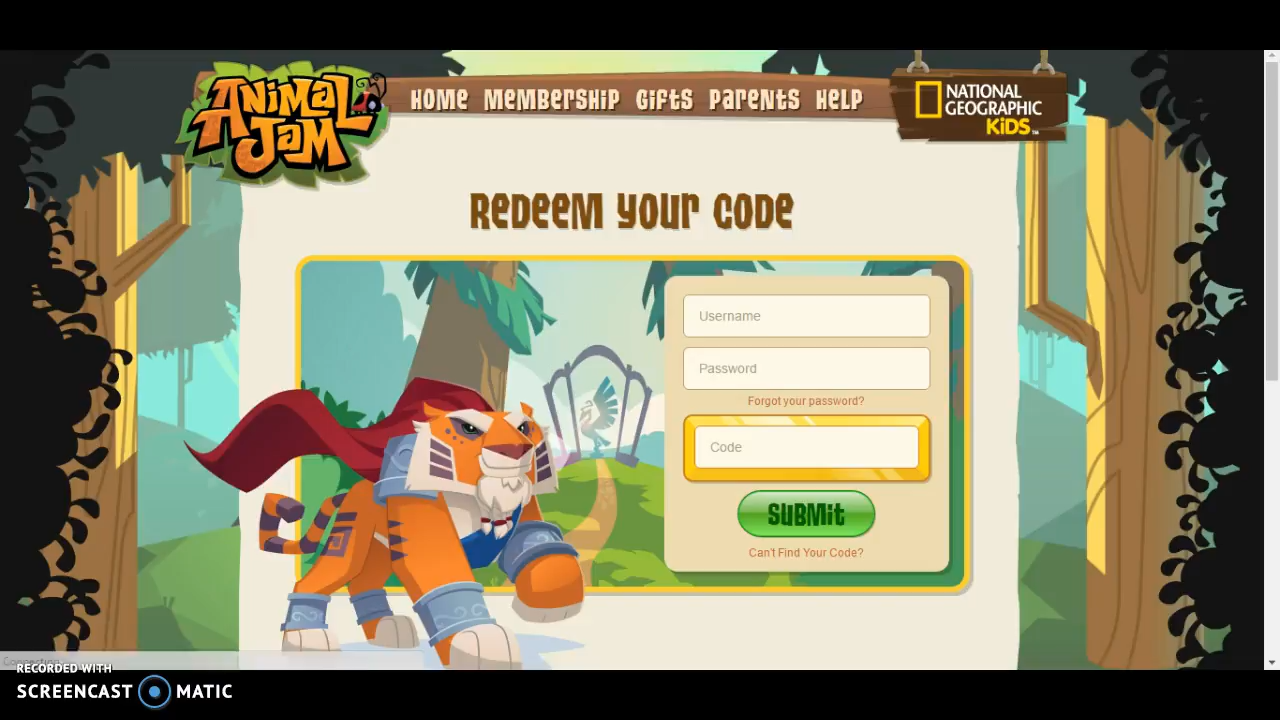 ANIMAL
JAM
HOME MEMBERSHIP GIFTS PARENTS HELP
NATIONAL
GEOGRAPHIC
KiDS™
REDEEM YOUR CODE
Username
Password
Forgot your password?
Code
SUBMIT
Can't Find Your Code?
RECORDED WITH
SCREENCAST MATIC